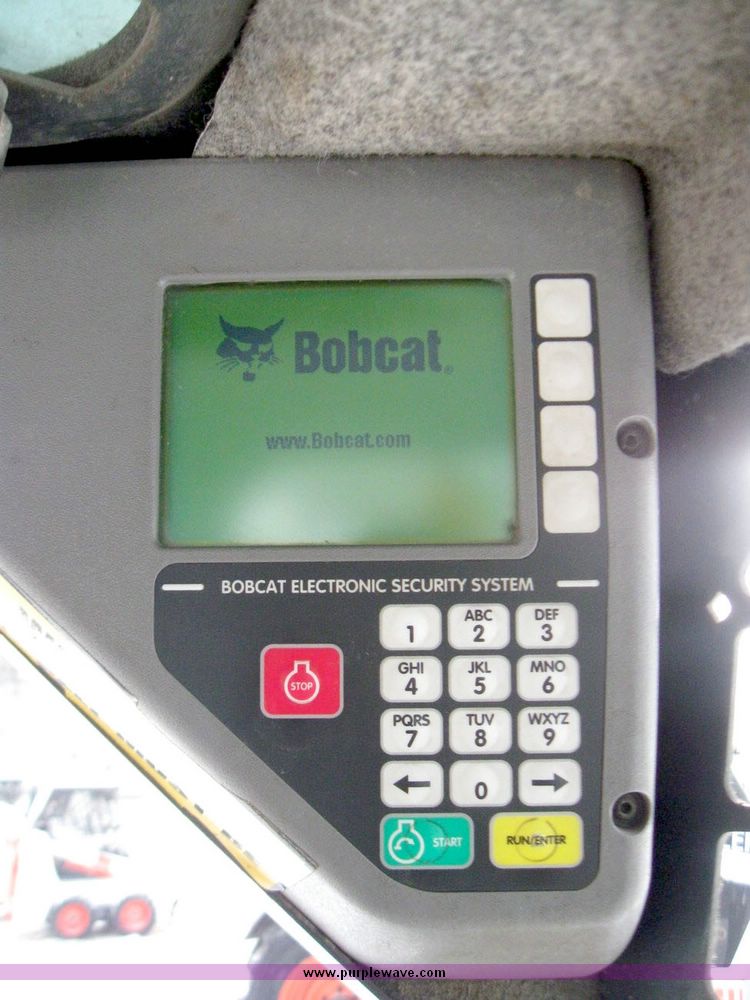 Bobcat®
www.Bobcat.com
BOBCAT ELECTRONIC SECURITY SYSTEM
1 ABC 2 DEF 3
STOP
GHI 4 JKL 5 MNO 6
PQRS 7 TUV 8 WXYZ 9
← 0 →
START RUN/ENTER
www.purplewave.com